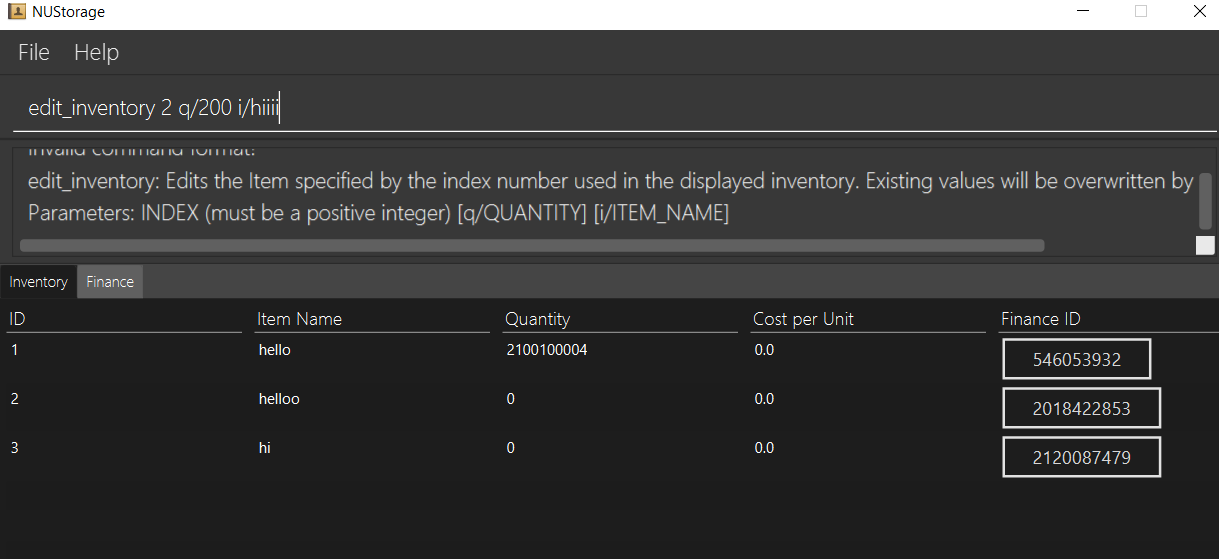 NUStorage
File Help
edit_inventory 2 q/200 i/hiiii
Invalid command format!
edit_inventory: Edits the Item specified by the index number used in the displayed inventory. Existing values will be overwritten by
Parameters: INDEX (must be a positive integer) [q/QUANTITY] [i/ITEM_NAME]
Inventory Finance
ID Item Name Quantity Cost per Unit Finance ID
1 hello 2100100004 0.0 546053932
2 helloo 0 0.0 2018422853
3 hi 0 0.0 2120087479